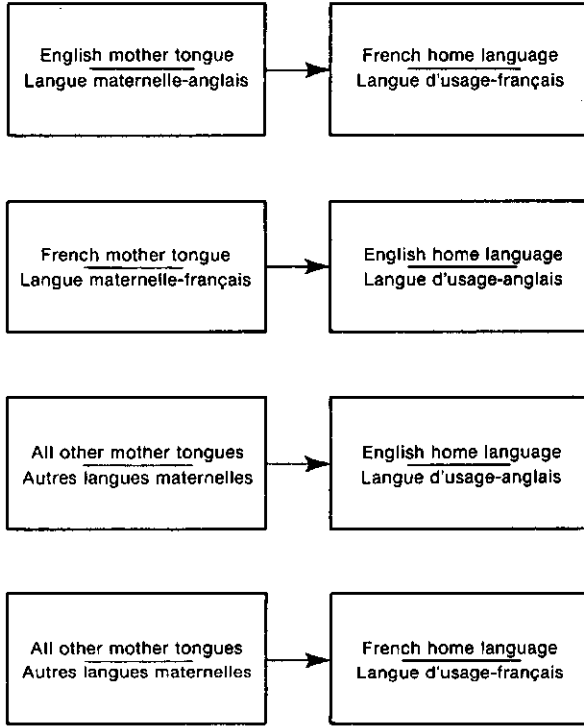 English mother tongue
Langue maternelle-anglais
French home language
Langue d'usage-français
French mother tongue
Langue maternelle-français
English home language
Langue d'usage-anglais
All other mother tongues
Autres langues maternelles
English home language
Langue d'usage-anglais
All other mother tongues
Autres langues maternelles
French home language
Langue d'usage-français